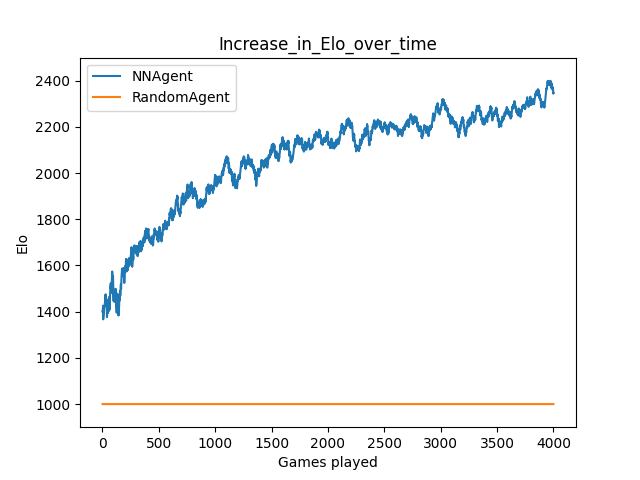 Increase_in_Elo_over_time
NNAgent
RandomAgent
2400
2200
2000
1800
1600
1400
1200
1000
Elo
0 500 1000 1500 2000 2500 3000 3500 4000
Games played